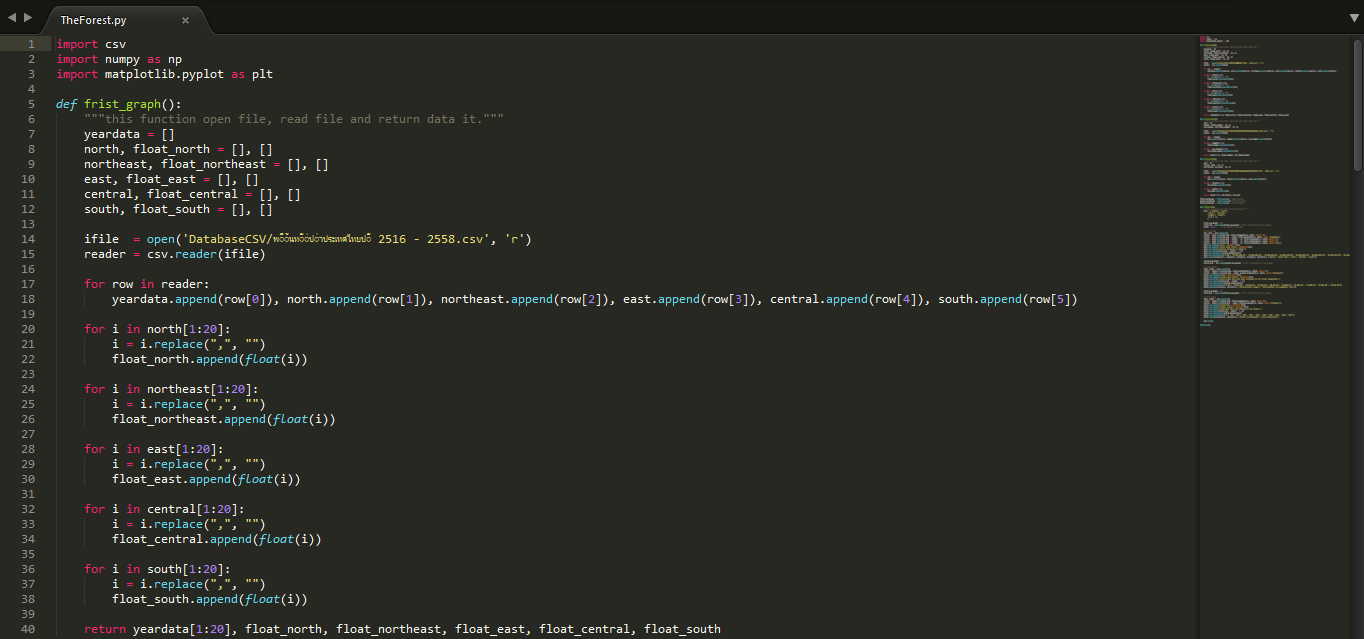 TheForest.py
1 import csv
2 import numpy as np
3 import matplotlib.pyplot as plt
4
5 def frist_graph():
6 """this function open file, read file and return data it."""
7 yeardata = []
8 north, float_north = [], []
9 northeast, float_northeast = [], []
10 east, float_east = [], []
11 central, float_central = [], []
12 south, float_south = [], []
13
14 ifile  = open('DatabaseCSV/ 2516 - 2558.csv', 'r')
15 reader = csv.reader(ifile)
16
17 for row in reader:
18 yeardata.append(row[0]), north.append(row[1]), northeast.append(row[2]), east.append(row[3]), central.append(row[4]), south.append(row[5])
19
20 for i in north[1:20]:
21 i = i.replace(",", "")
22 float_north.append(float(i))
23
24 for i in northeast[1:20]:
25 i = i.replace(",", "")
26 float_northeast.append(float(i))
27
28 for i in east[1:20]:
29 i = i.replace(",", "")
30 float_east.append(float(i))
31
32 for i in central[1:20]:
33 i = i.replace(",", "")
34 float_central.append(float(i))
35
36 for i in south[1:20]:
37 i = i.replace(",", "")
38 float_south.append(float(i))
39
40 return yeardata[1:20], float_north, float_northeast, float_east, float_central, float_south